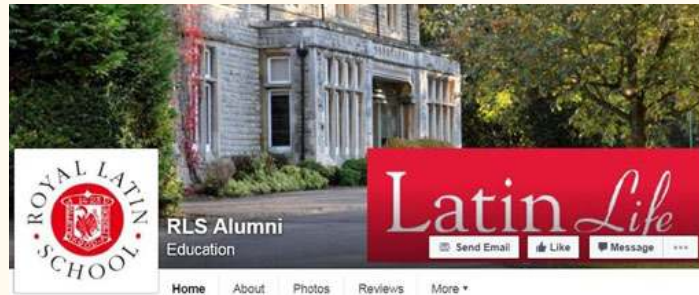 Latin Life
ROYAL LATIN
SCHOOL
RLS Alumni
Education
Send Email
Like
Message
Home
About
Photos
Reviews
More